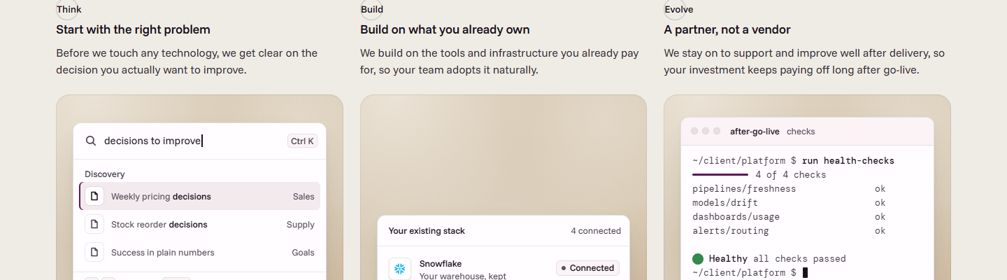 Think
Start with the right problem
Before we touch any technology, we get clear on the
decision you actually want to improve.
decisions to improve
Ctrl K
Discovery
Weekly pricing decisions Sales
Stock reorder decisions Supply
Success in plain numbers Goals
Build
Build on what you already own
We build on the tools and infrastructure you already pay
for, so your team adopts it naturally.
Your existing stack 4 connected
Snowflake
Your warehouse, kept
Connected
Evolve
A partner, not a vendor
We stay on to support and improve well after delivery, so
your investment keeps paying off long after go-live.
after-go-live checks
~/client/platform $ run health-checks
4 of 4 checks
pipelines/freshness ok
models/drift ok
dashboards/usage ok
alerts/routing ok
Healthy all checks passed
~/client/platform $